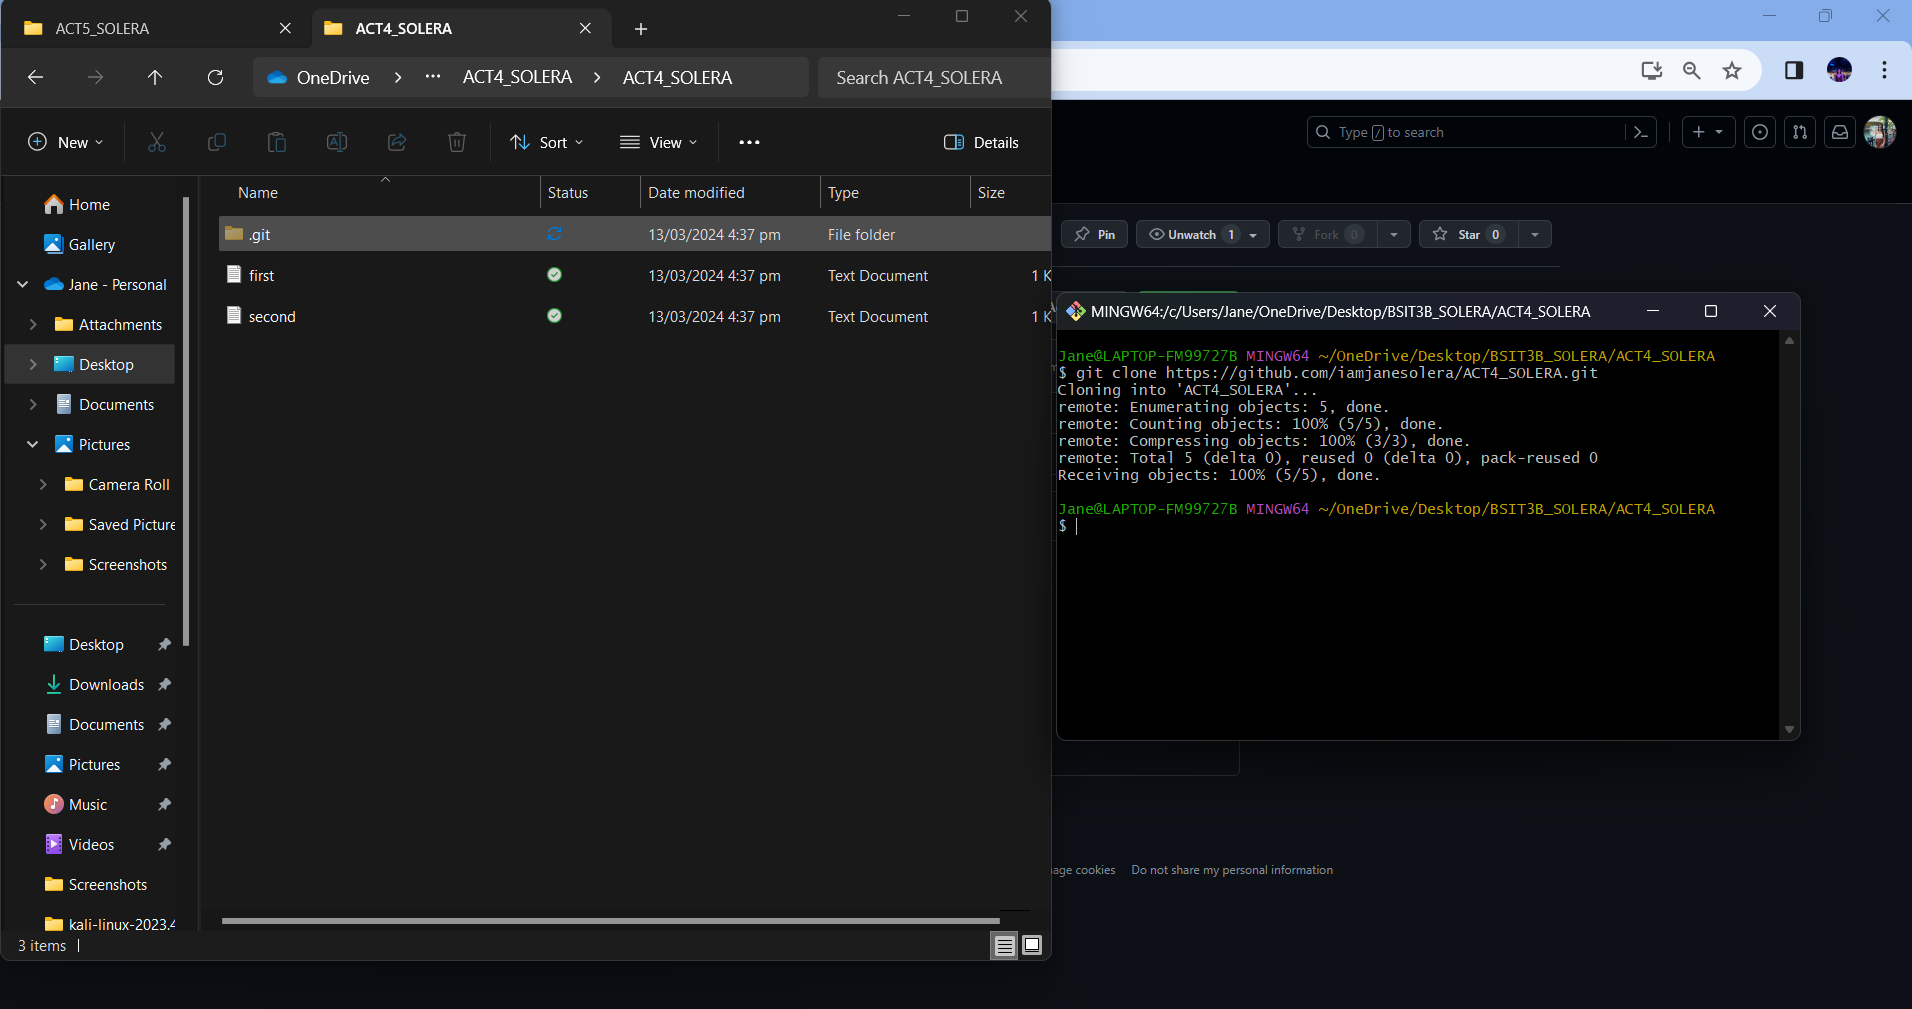 ACT5_SOLERA
ACT4_SOLERA
OneDrive > ... ACT4_SOLERA > ACT4_SOLERA
Search ACT4_SOLERA
New
Sort
View
Details
Name Status Date modified Type Size
.git 13/03/2024 4:37 pm File folder
first 13/03/2024 4:37 pm Text Document 1 K
second 13/03/2024 4:37 pm Text Document 1 K
Home
Gallery
Jane - Personal
Attachments
Desktop
Documents
Pictures
Camera Roll
Saved Picture
Screenshots
Desktop
Downloads
Documents
Pictures
Music
Videos
Screenshots
kali-linux-2023.4
3 items
Type / to search
Pin
Unwatch 1
Fork 0
Star 0
MINGW64:/c/Users/Jane/OneDrive/Desktop/BSIT3B_SOLERA/ACT4_SOLERA
Jane@LAPTOP-FM99727B MINGW64 ~/OneDrive/Desktop/BSIT3B_SOLERA/ACT4_SOLERA
$ git clone https://github.com/iamjanesolera/ACT4_SOLERA.git
Cloning into 'ACT4_SOLERA'...
remote: Enumerating objects: 5, done.
remote: Counting objects: 100% (5/5), done.
remote: Compressing objects: 100% (3/3), done.
remote: Total 5 (delta 0), reused 0 (delta 0), pack-reused 0
Receiving objects: 100% (5/5), done.
Jane@LAPTOP-FM99727B MINGW64 ~/OneDrive/Desktop/BSIT3B_SOLERA/ACT4_SOLERA
$
age cookies
Do not share my personal information